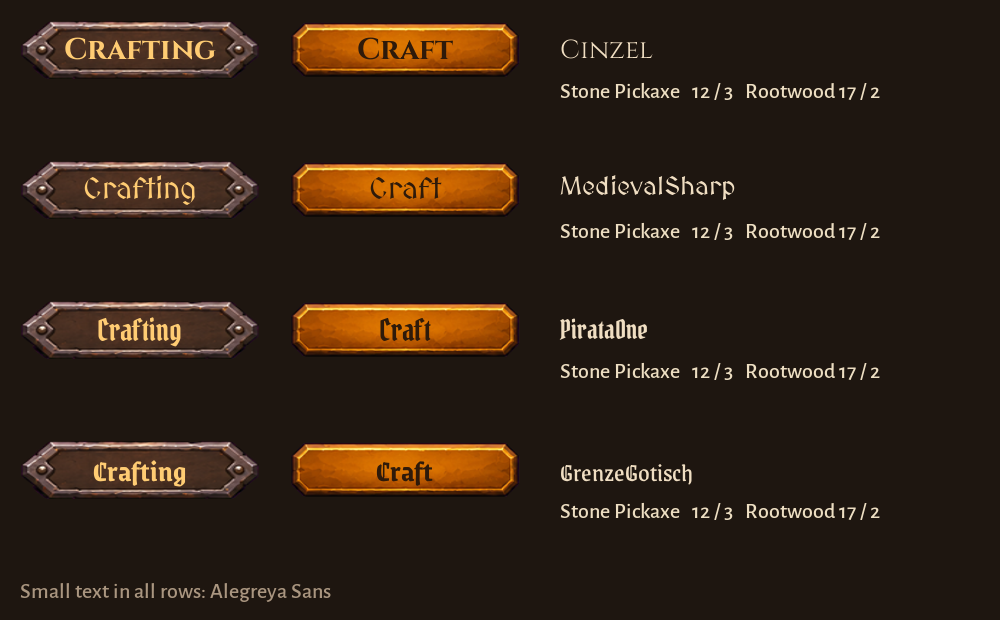 Crafting Craft Cinzel
Stone Pickaxe 12 / 3 Rootwood 17 / 2
Crafting Craft MedievalSharp
Stone Pickaxe 12 / 3 Rootwood 17 / 2
Crafting Craft PirataOne
Stone Pickaxe 12 / 3 Rootwood 17 / 2
Crafting Craft GrenzeGotisch
Stone Pickaxe 12 / 3 Rootwood 17 / 2
Small text in all rows: Alegreya Sans